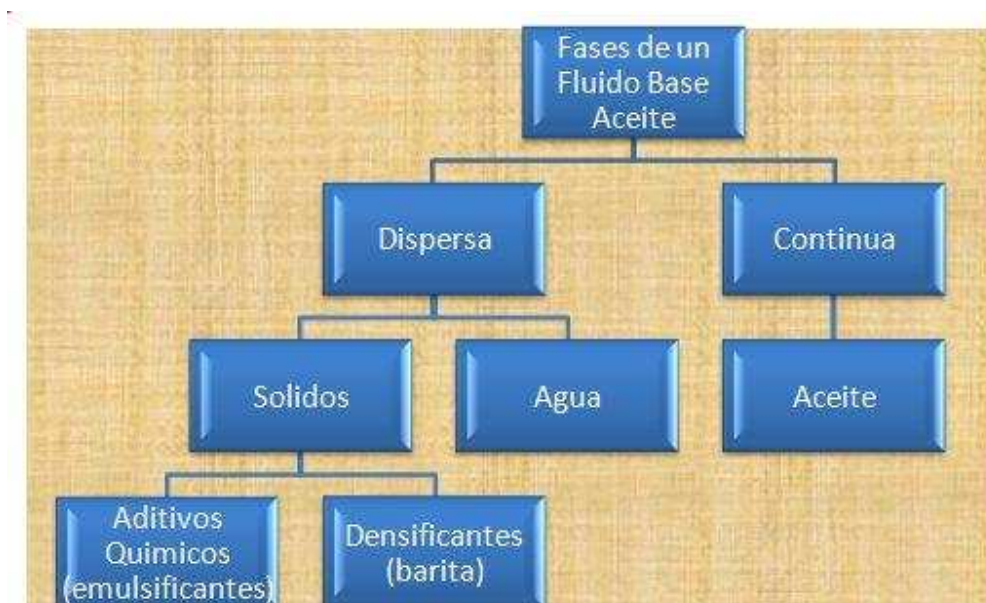 Fases de un
Fluido Base
Aceite
Dispersa
Continua
Solidos
Agua
Aceite
Aditivos
Quimicos
(emulsificantes)
Densificantes
(barita)